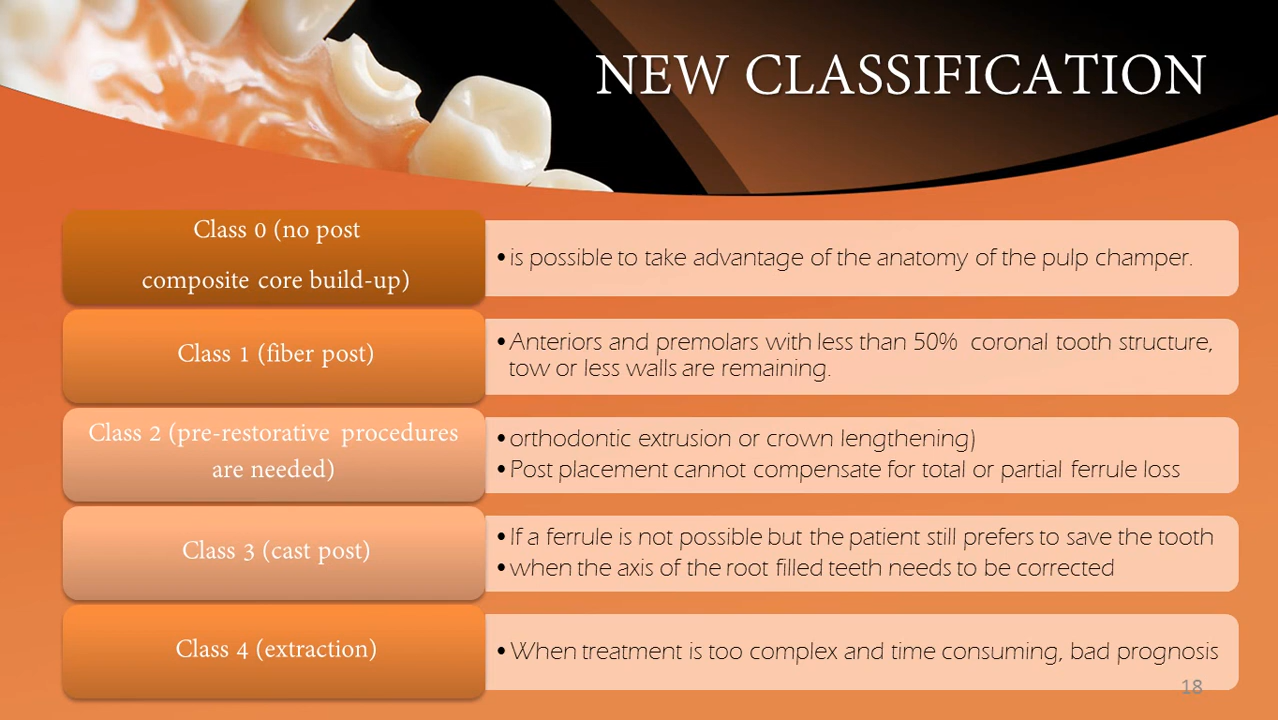 NEW CLASSIFICATION
Class 0 (no post
composite core build-up)
• is possible to take advantage of the anatomy of the pulp champer.
Class 1 (fiber post)
• Anteriors and premolars with less than 50% coronal tooth structure,
tow or less walls are remaining.
Class 2 (pre-restorative procedures
are needed)
• orthodontic extrusion or crown lengthening)
• Post placement cannot compensate for total or partial ferrule loss
Class 3 (cast post)
• If a ferrule is not possible but the patient still prefers to save the tooth
• when the axis of the root filled teeth needs to be corrected
Class 4 (extraction)
• When treatment is too complex and time consuming, bad prognosis
18